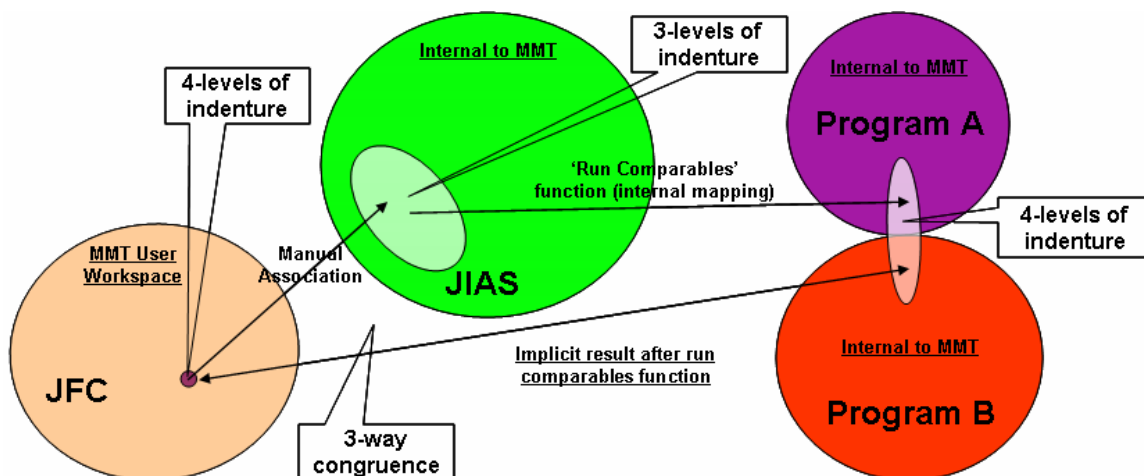 4-levels of
indenture
Internal to MMT
3-levels of
indenture
Internal to MMT
Program A
'Run Comparables'
function (internal mapping)
4-levels of
indenture
MMT User
Workspace
Manual
Association
JIAS
JFC
Implicit result after run
comparables function
Internal to MMT
Program B
3-way
congruence